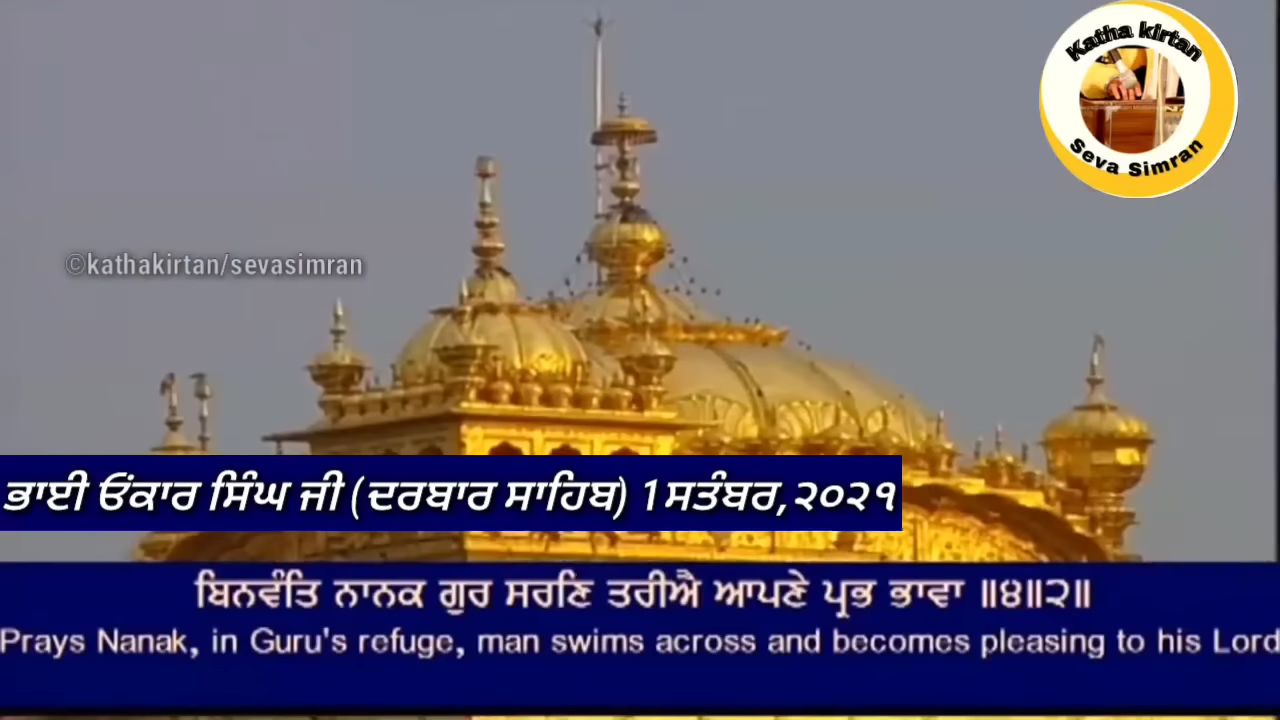 Katha kirtan
Seva Simran
©kathakirtan/sevasimran
ਭਾਈ ਓਂਕਾਰ ਸਿੰਘ ਜੀ (ਦਰਬਾਰ ਸਾਹਿਬ) 1 ਸਤੰਬਰ,੨੦੨੧
ਬਿਨਵੰਤਿ ਨਾਨਕ ਗੁਰ ਸਰਣਿ ਤਰੀਐ ਆਪਣੇ ਪ੍ਰਭ ਭਾਵਾ ॥੪॥੨॥
Prays Nanak, in Guru's refuge, man swims across and becomes pleasing to his Lord